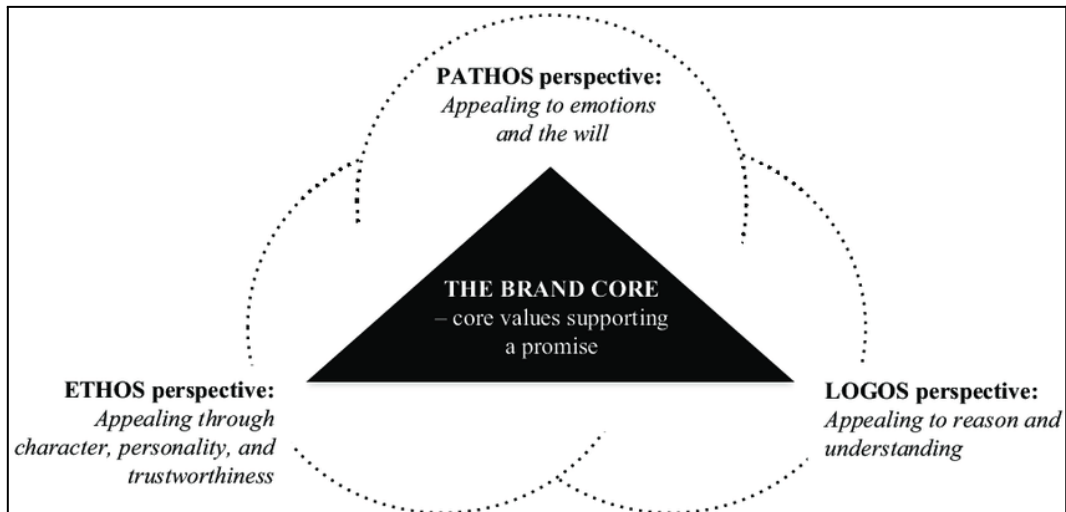 PATHOS perspective:
Appealing to emotions
and the will
THE BRAND CORE
– core values supporting
a promise
ETHOS perspective:
Appealing through
character, personality, and
trustworthiness
LOGOS perspective:
Appealing to reason and
understanding